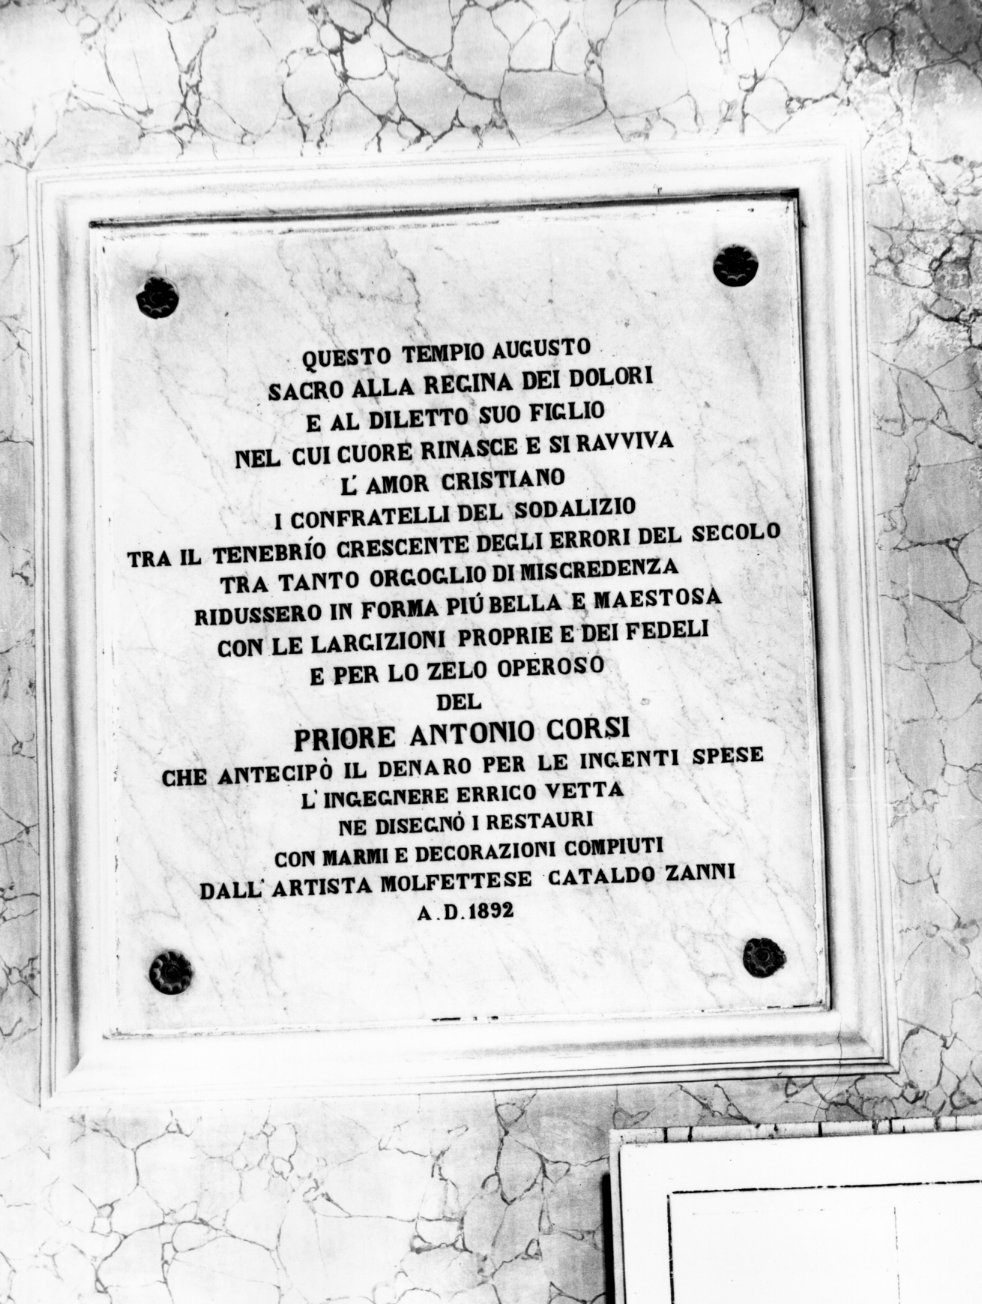 QUESTO TEMPIO AUGUSTO
SACRO ALLA REGINA DEI DOLORI
E AL DILETTO SUO FIGLIO
NEL CUI CUORE RINASCE E SI RAVVIVA
L'AMOR CRISTIANO
I CONFRATELLI DEL SODALIZIO
TRA IL TENEBRÍO CRESCENTE DEGLI ERRORI DEL SECOLO
TRA TANTO ORGOGLIO DI MISCREDENZA
RIDUSSERO IN FORMA PIÚ BELLA E MAESTOSA
CON LE LARGIZIONI PROPRIE E DEI FEDELI
E PER LO ZELO OPEROSO
DEL
PRIORE ANTONIO CORSI
CHE ANTECIPÒ IL DENARO PER LE INGENTI SPESE
L'INGEGNERE ERRICO VETTA
NE DISEGNÒ I RESTAURI
CON MARMI E DECORAZIONI COMPIUTI
DALL'ARTISTA MOLFETTESE CATALDO ZANNI
A.D.1892